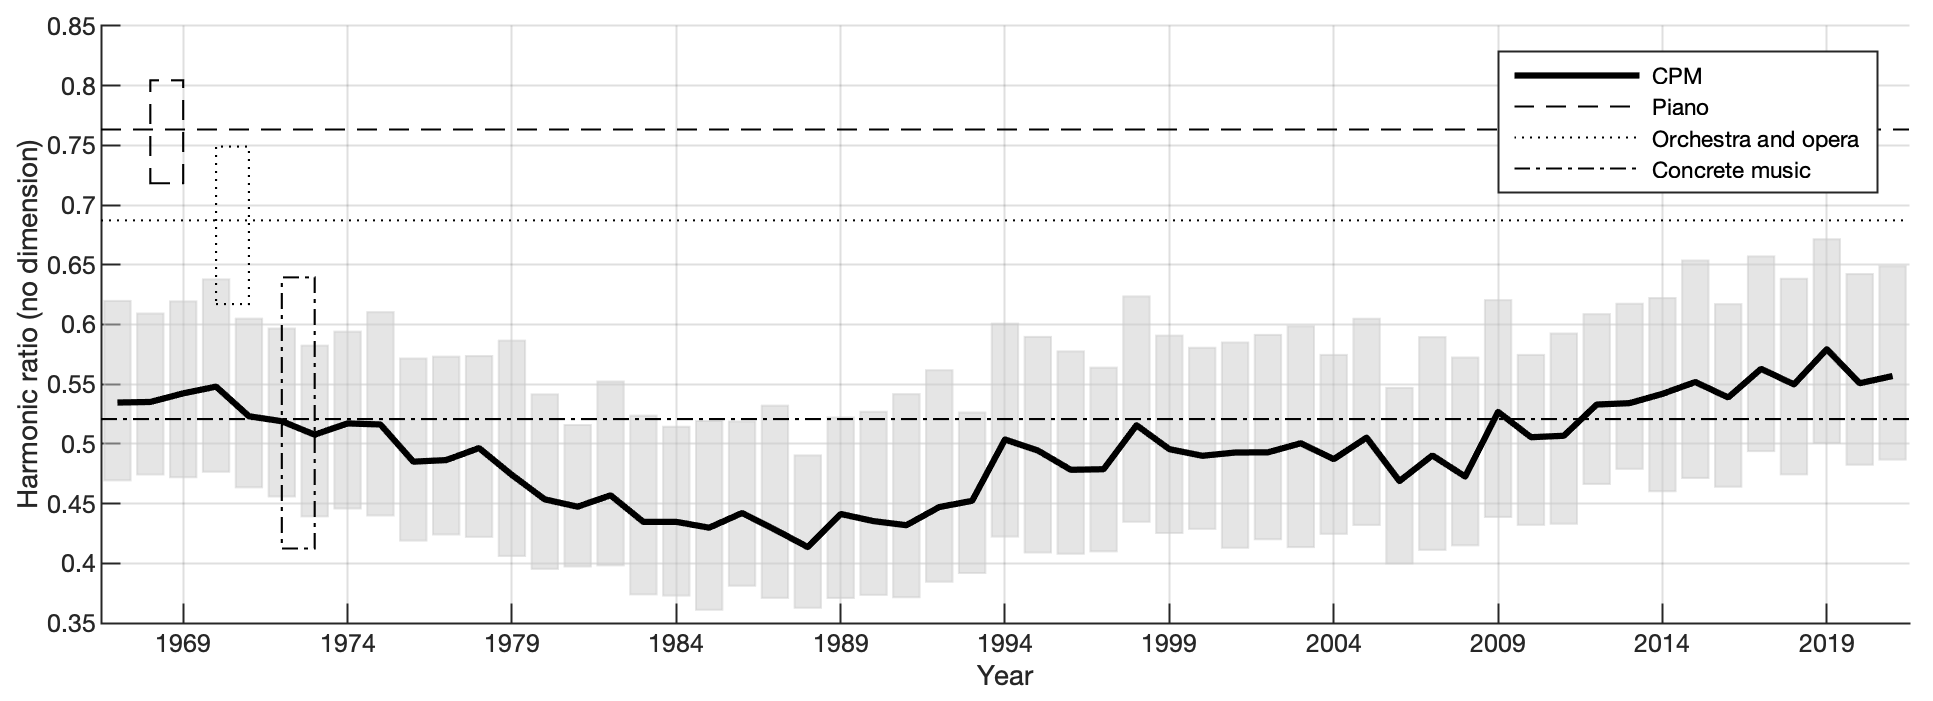 Harmonic ratio (no dimension)
0.85
0.8
0.75
0.7
0.65
0.6
0.55
0.5
0.45
0.4
0.35
CPM
Piano
Orchestra and opera
Concrete music
1969 1974 1979 1984 1989 1994 1999 2004 2009 2014 2019
Year